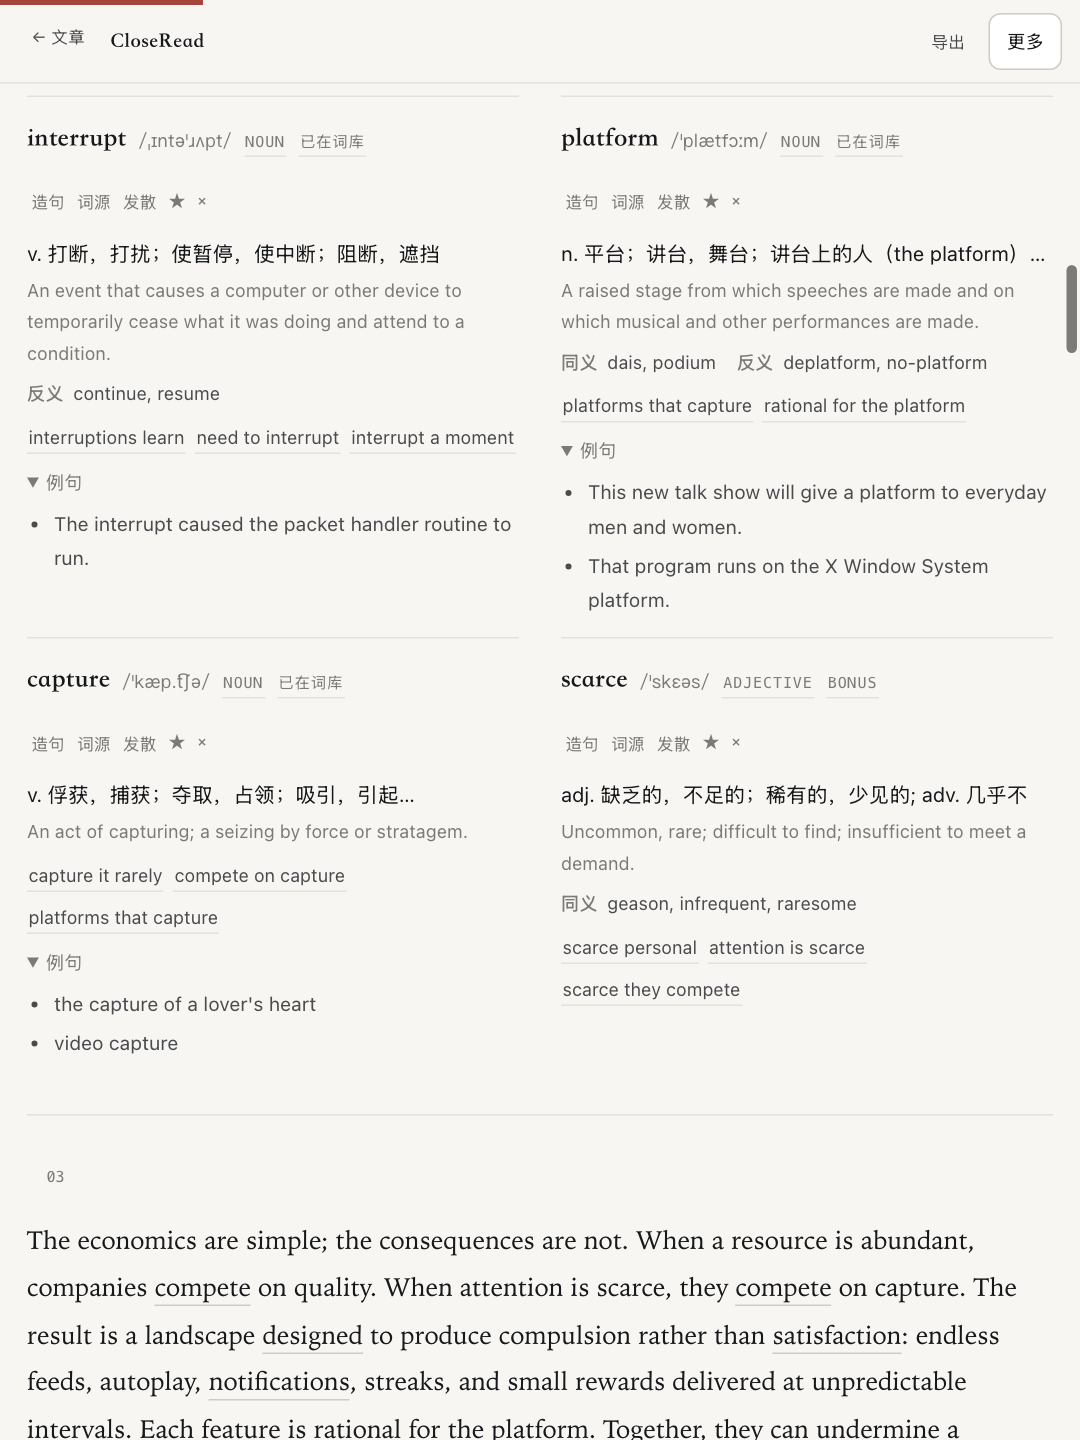 ← 文章 CloseRead 导出 更多
interrupt /ˌɪntəˈɹʌpt/ NOUN 已在词库
造句 词源 发散 ★ ×
v. 打断，打扰；使暂停，使中断；阻断，遮挡
An event that causes a computer or other device to
temporarily cease what it was doing and attend to a
condition.
反义 continue, resume
interruptions learn need to interrupt interrupt a moment
▼ 例句
• The interrupt caused the packet handler routine to
run.
platform /ˈplætfɔːm/ NOUN 已在词库
造句 词源 发散 ★ ×
n. 平台；讲台，舞台；讲台上的人（the platform）...
A raised stage from which speeches are made and on
which musical and other performances are made.
同义 dais, podium 反义 deplatform, no-platform
platforms that capture rational for the platform
▼ 例句
• This new talk show will give a platform to everyday
men and women.
• That program runs on the X Window System
platform.
capture /ˈkæp.t͡ʃə/ NOUN 已在词库
造句 词源 发散 ★ ×
v. 俘获，捕获；夺取，占领；吸引，引起...
An act of capturing; a seizing by force or stratagem.
capture it rarely compete on capture
platforms that capture
▼ 例句
• the capture of a lover's heart
• video capture
scarce /ˈskɛəs/ ADJECTIVE BONUS
造句 词源 发散 ★ ×
adj. 缺乏的，不足的；稀有的，少见的; adv. 几乎不
Uncommon, rare; difficult to find; insufficient to meet a
demand.
同义 geason, infrequent, raresome
scarce personal attention is scarce
scarce they compete
03
The economics are simple; the consequences are not. When a resource is abundant,
companies compete on quality. When attention is scarce, they compete on capture. The
result is a landscape designed to produce compulsion rather than satisfaction: endless
feeds, autoplay, notifications, streaks, and small rewards delivered at unpredictable
intervals. Each feature is rational for the platform. Together, they can undermine a